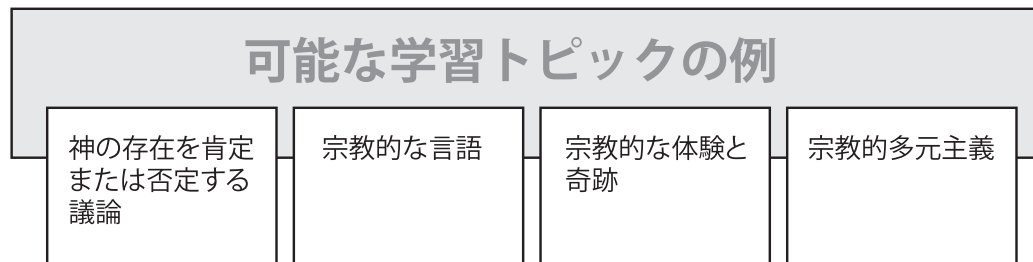 可能な学習トピックの例
神の存在を肯定
または否定する
議論
宗教的な言語
宗教的な体験と
奇跡
宗教的多元主義